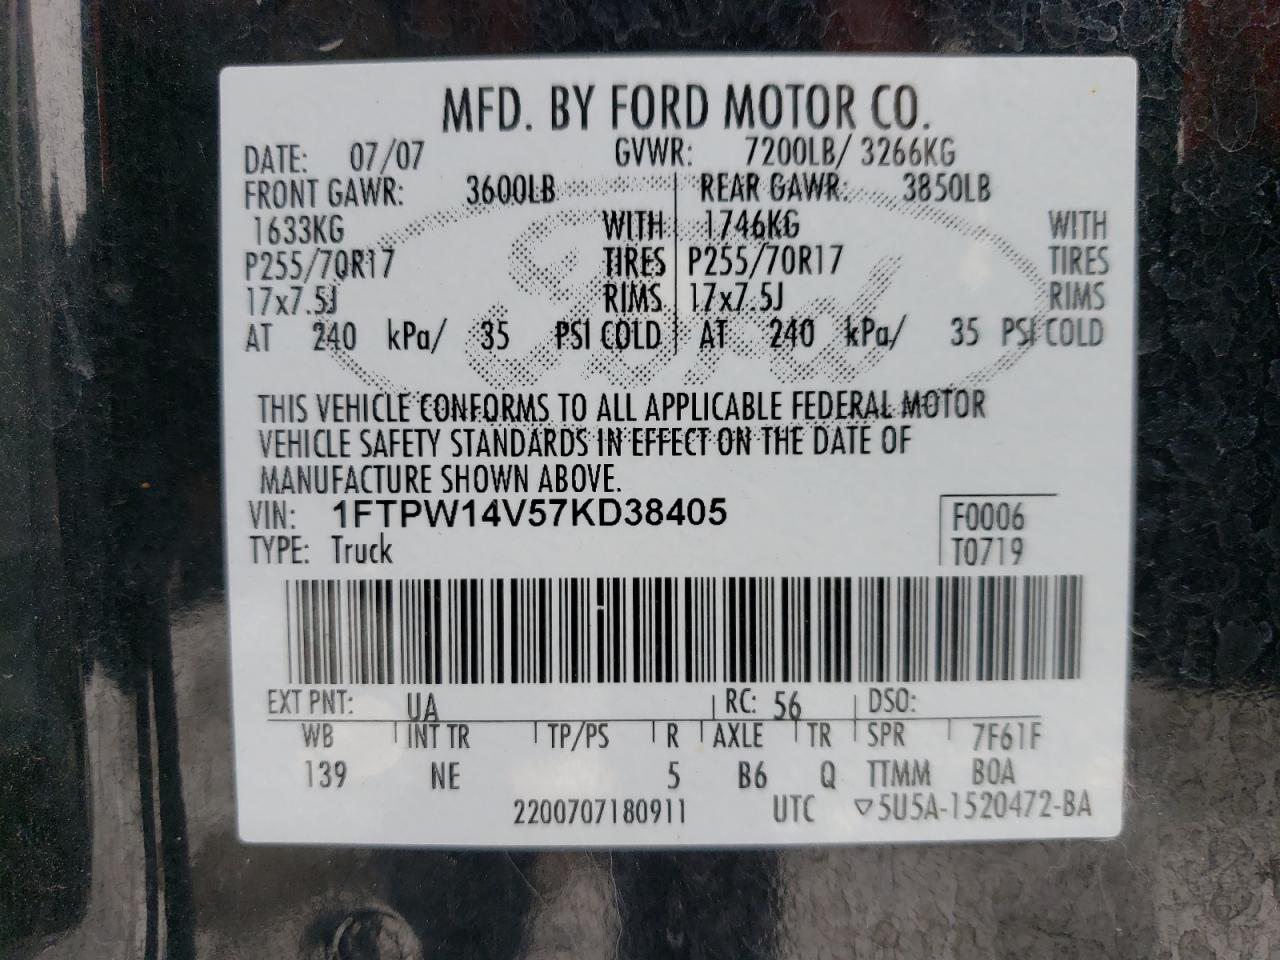 MFD. BY FORD MOTOR CO.
DATE: 07/07 GVWR: 7200LB/ 3266KG
FRONT GAWR: 3600LB REAR GAWR: 3850LB
1633KG WITH 1746KG WITH
P255/70R17 TIRES P255/70R17 TIRES
17x7.5J RIMS 17x7.5J RIMS
AT 240 kPa/ 35 PSI COLD AT 240 kPa/ 35 PSI COLD
THIS VEHICLE CONFORMS TO ALL APPLICABLE FEDERAL MOTOR
VEHICLE SAFETY STANDARDS IN EFFECT ON THE DATE OF
MANUFACTURE SHOWN ABOVE.
VIN: 1FTPW14V57KD38405 F0006
TYPE: Truck T0719
EXT PNT: UA RC: 56 DSO:
WB INT TR TP/PS R AXLE TR SPR 7F61F
139 NE 5 B6 Q TTMM BOA
2200707180911 UTC ▽5U5A-1520472-BA
Ford